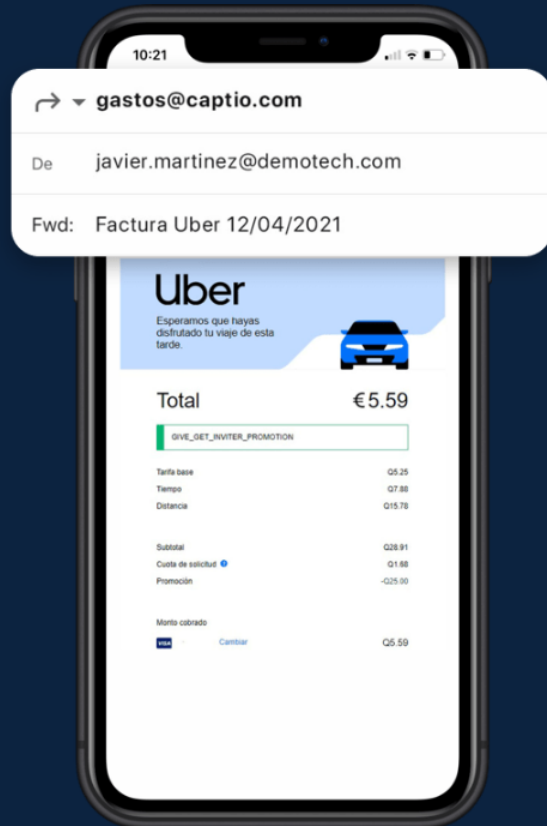 10:21
gastos@captio.com
De javier.martinez@demotech.com
Fwd: Factura Uber 12/04/2021
Uber
Esperamos que hayas
disfrutado tu viaje de esta
tarde.
Total €5.59
GIVE_GET_INVITER_PROMOTION
Tarifa base Q5.25
Tiempo Q7.88
Distancia Q15.78
Subtotal Q28.91
Cuota de solicitud ? Q1.68
Promoción -Q25.00
Monto cobrado
VISA Cambiar Q5.59